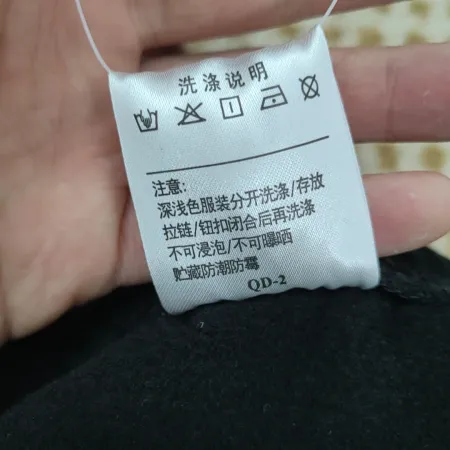 洗涤说明
注意:
深浅色服装分开洗涤/存放
拉链/钮扣闭合后再洗涤
不可浸泡/不可曝晒
贮藏防潮防霉
QD-2